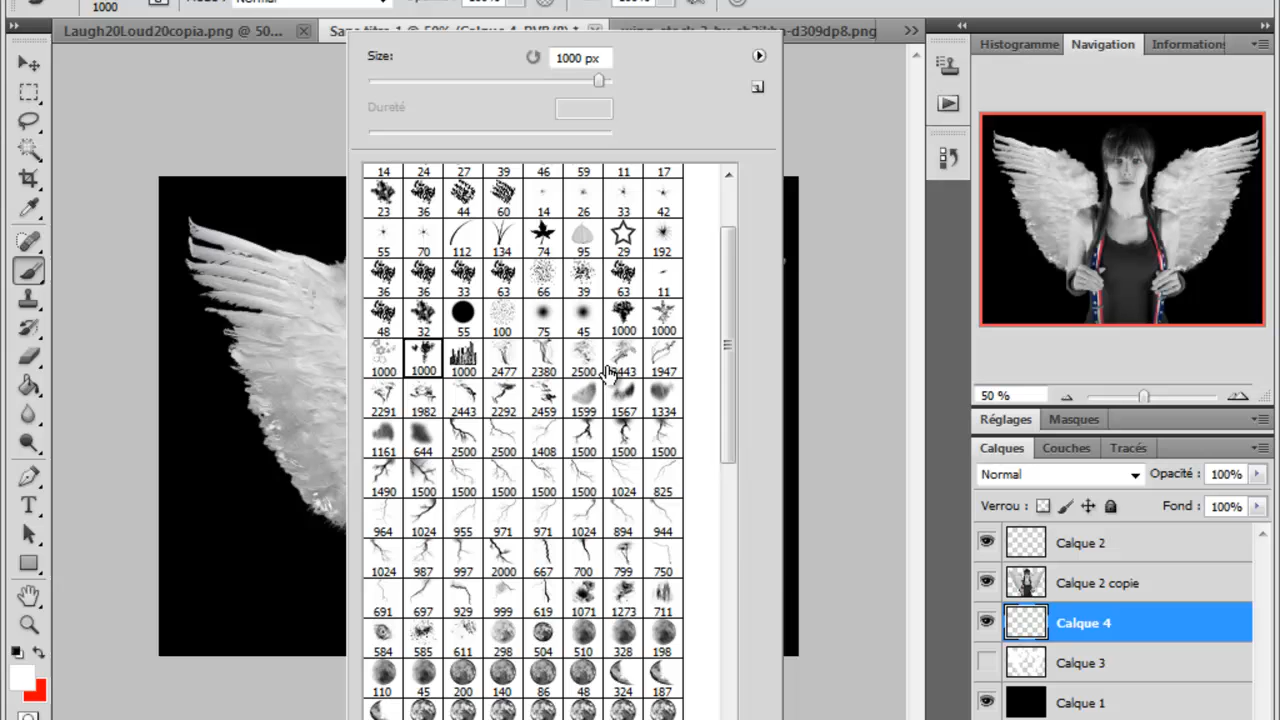 1000
Laugh20Loud20copia.png @ 50...
Size:
1000 px
Dureté
14 24 27 39 46 59 11 17
23 36 44 60 14 26 33 42
55 70 112 134 74 95 29 192
36 36 33 63 66 39 63 11
48 32 55 100 75 45 1000 1000
1000 1000 1000 2477 2380 2500 2443 1947
2291 1982 2443 2292 2459 1599 1567 1334
1161 644 2500 2500 1408 1500 1500 1500
1490 1500 1500 1500 1500 1500 1024 825
964 1024 955 971 971 1024 894 944
1024 987 997 2000 667 700 799 750
691 697 929 999 619 1071 1273 711
584 585 611 298 504 510 328 198
110 45 200 140 86 48 324 187
Histogramme Navigation Informations
50 %
Réglages Masques
Calques Couches Tracés
Normal Opacité : 100%
Verrou : Fond : 100%
Calque 2
Calque 2 copie
Calque 4
Calque 3
Calque 1